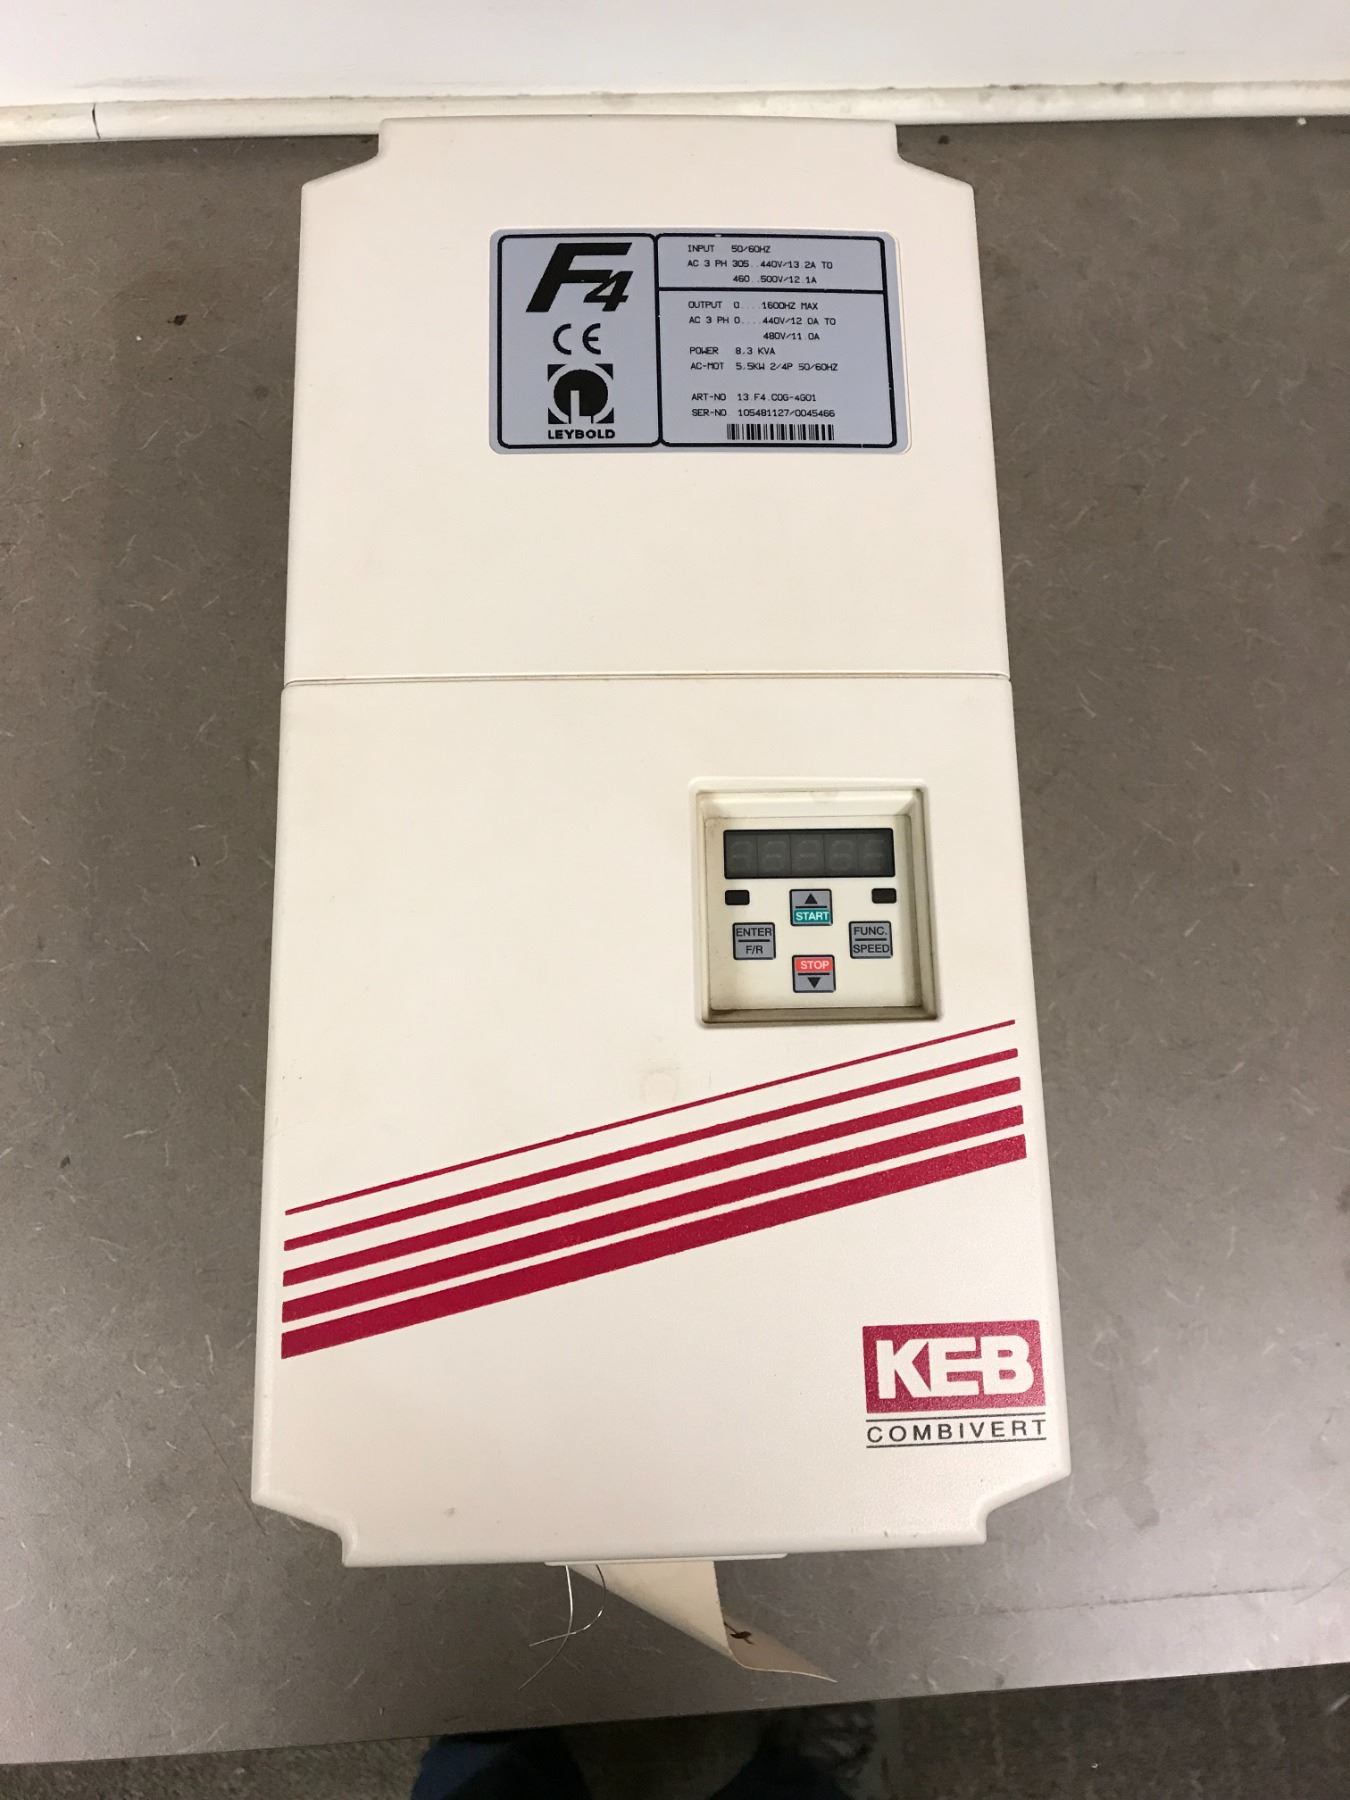 F4
CE
LEYBOLD
INPUT 50/60HZ
AC 3 PH 305..440V/13.2A TO
460..500V/12.1A
OUTPUT 0....1600HZ MAX
AC 3 PH 0....440V/12.0A TO
480V/11.0A
POWER 8.3 KVA
AC-MOT 5.5KW 2/4P 50/60HZ
ART-NO 13.F4.C0G-4G01
SER-NO. 105481127/0045466
START
ENTER
F/R
FUNC.
SPEED
STOP
KEB
COMBIVERT